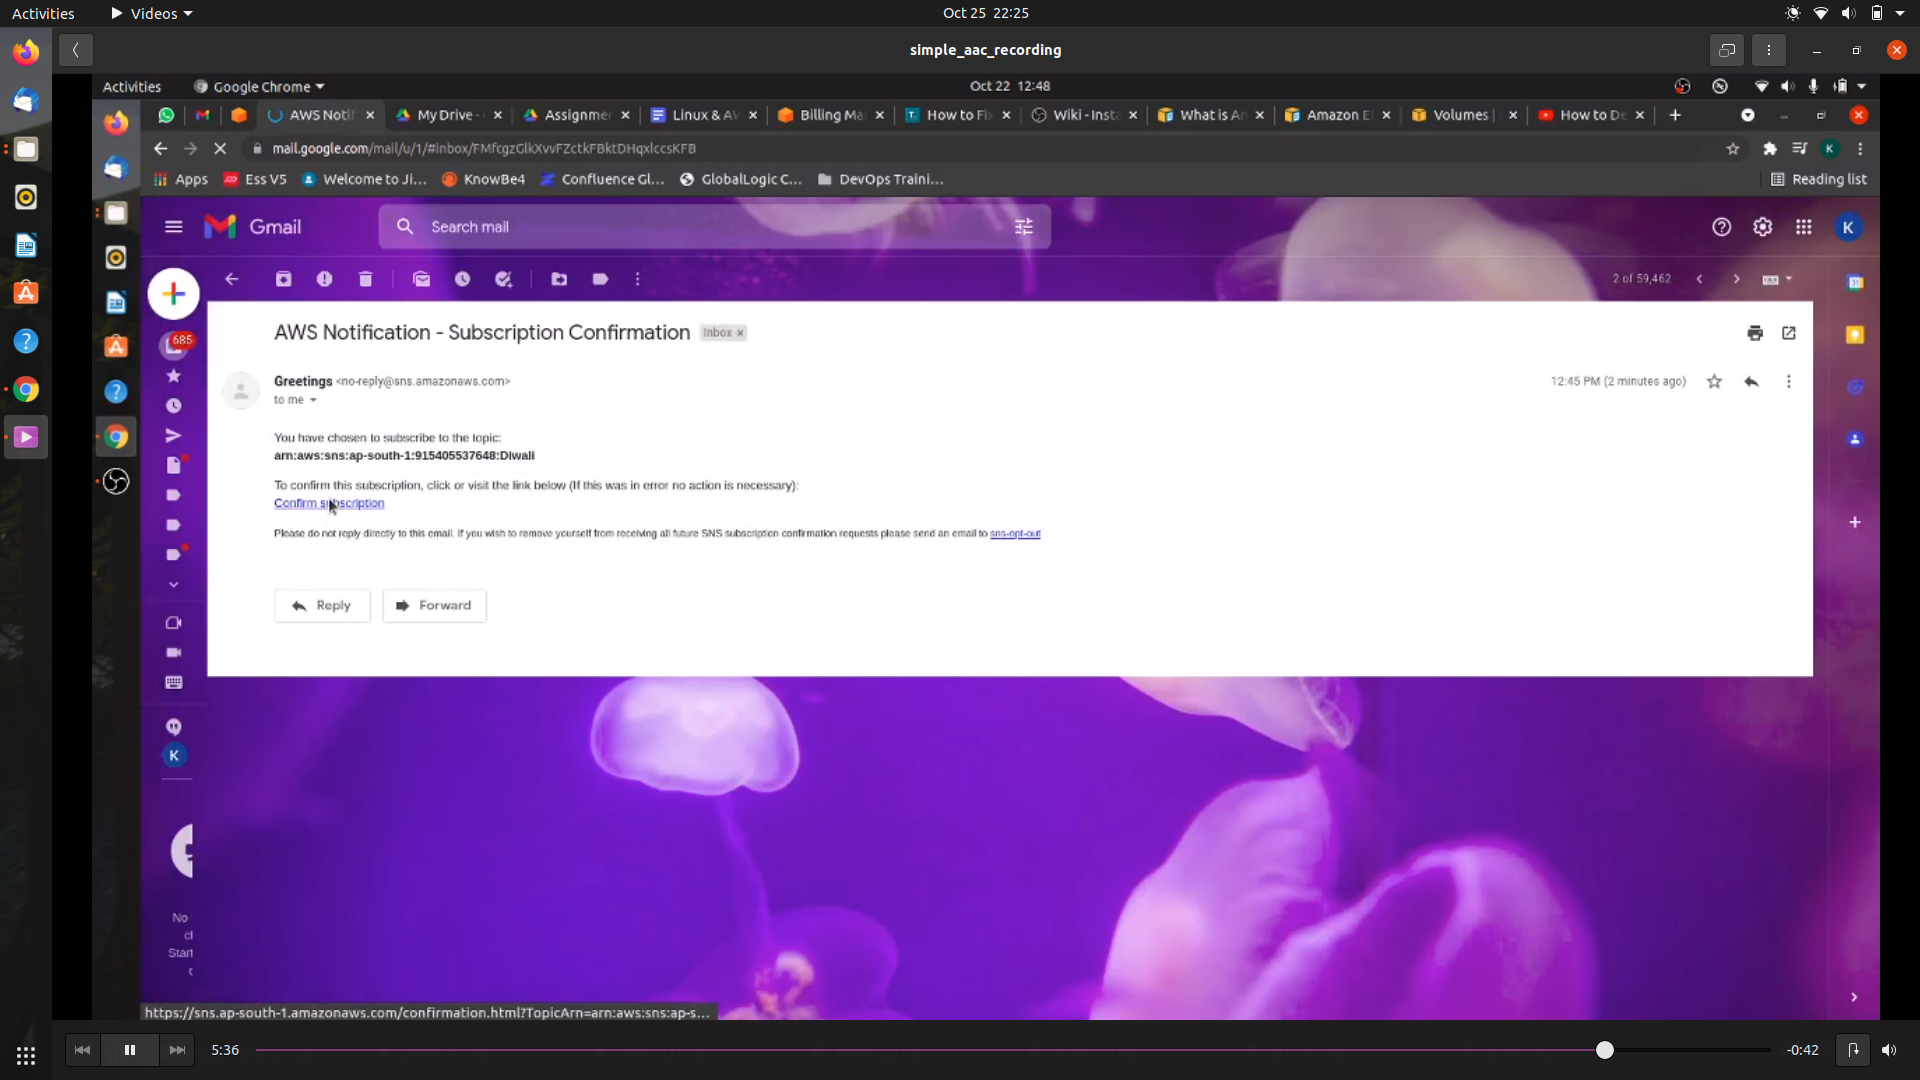 Activities
Videos
Oct 25 22:25
simple_aac_recording
Activities
Google Chrome
Oct 22 12:48
AWS Notif
My Drive -
Assignmen
Linux & AV
Billing Ma
How to Fix
Wiki - Insta
What is An
Amazon El
Volumes |
How to De
mail.google.com/mail/u/1/#inbox/FMfcgzGlkXvvFZctkFBktDHqxlccsKFB
Apps
Ess V5
Welcome to Ji...
KnowBe4
Confluence Gl...
GlobalLogic C...
DevOps Traini...
Reading list
Gmail
Search mail
K
2 of 59,462
AWS Notification - Subscription Confirmation
Inbox x
685
Greetings <no-reply@sns.amazonaws.com>
12:45 PM (2 minutes ago)
to me
You have chosen to subscribe to the topic:
arn:aws:sns:ap-south-1:915405537648:Diwali
To confirm this subscription, click or visit the link below (If this was in error no action is necessary):
Confirm subscription
Please do not reply directly to this email. If you wish to remove yourself from receiving all future SNS subscription confirmation requests please send an email to sns-opt-out
Reply
Forward
K
No
Start
https://sns.ap-south-1.amazonaws.com/confirmation.html?TopicArn=arn:aws:sns:ap-s...
5:36
-0:42